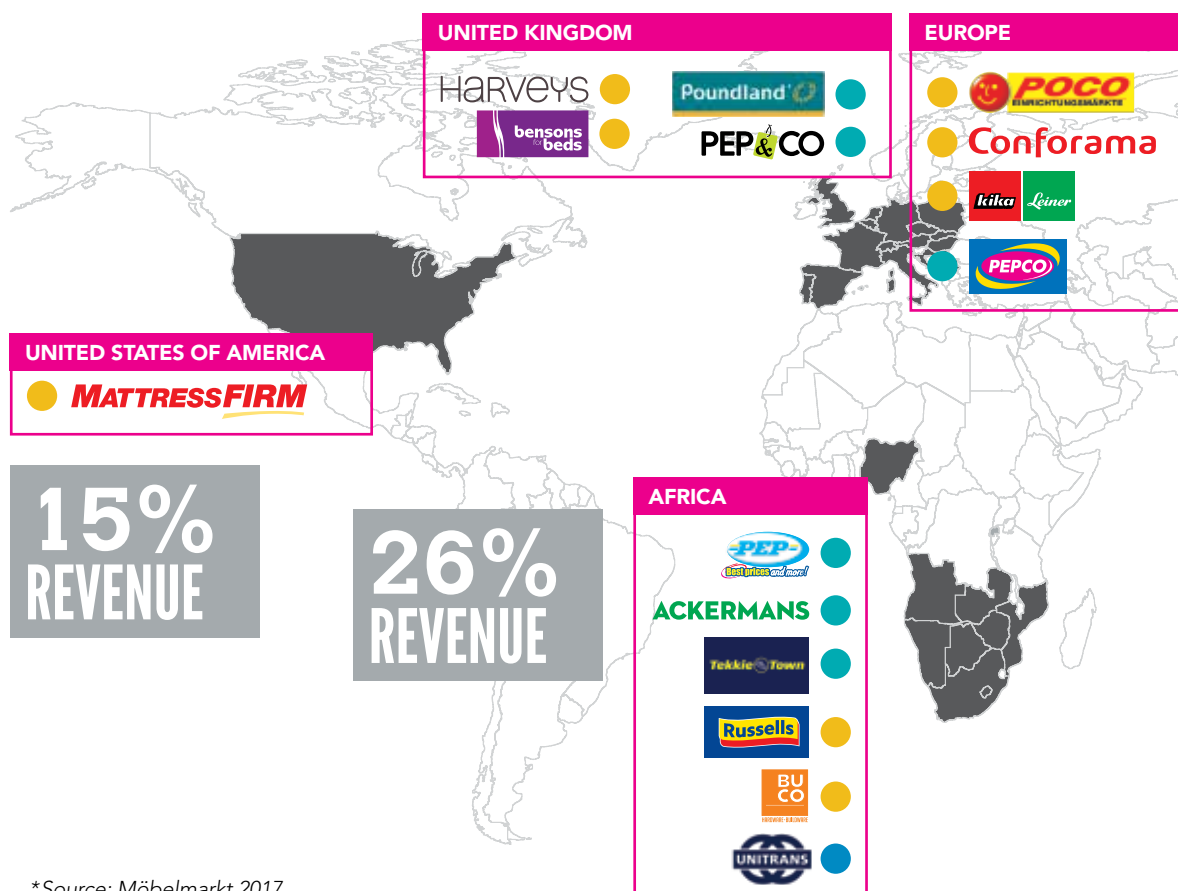 UNITED KINGDOM
HARVEYS
bensons
for
beds
Poundland
PEP&CO
EUROPE
POCO
EINRICHTUNGSMÄRKTE
Conforama
kika Leiner
PEPCO
UNITED STATES OF AMERICA
MATTRESSFIRM
15%
REVENUE
26%
REVENUE
AFRICA
-PEP-
Best prices and more!
ACKERMANS
Tekkie Town
Russells
BU
CO
HARDWARE • BUILDWARE
UNITRANS
*Source: Möbelmarkt 2017